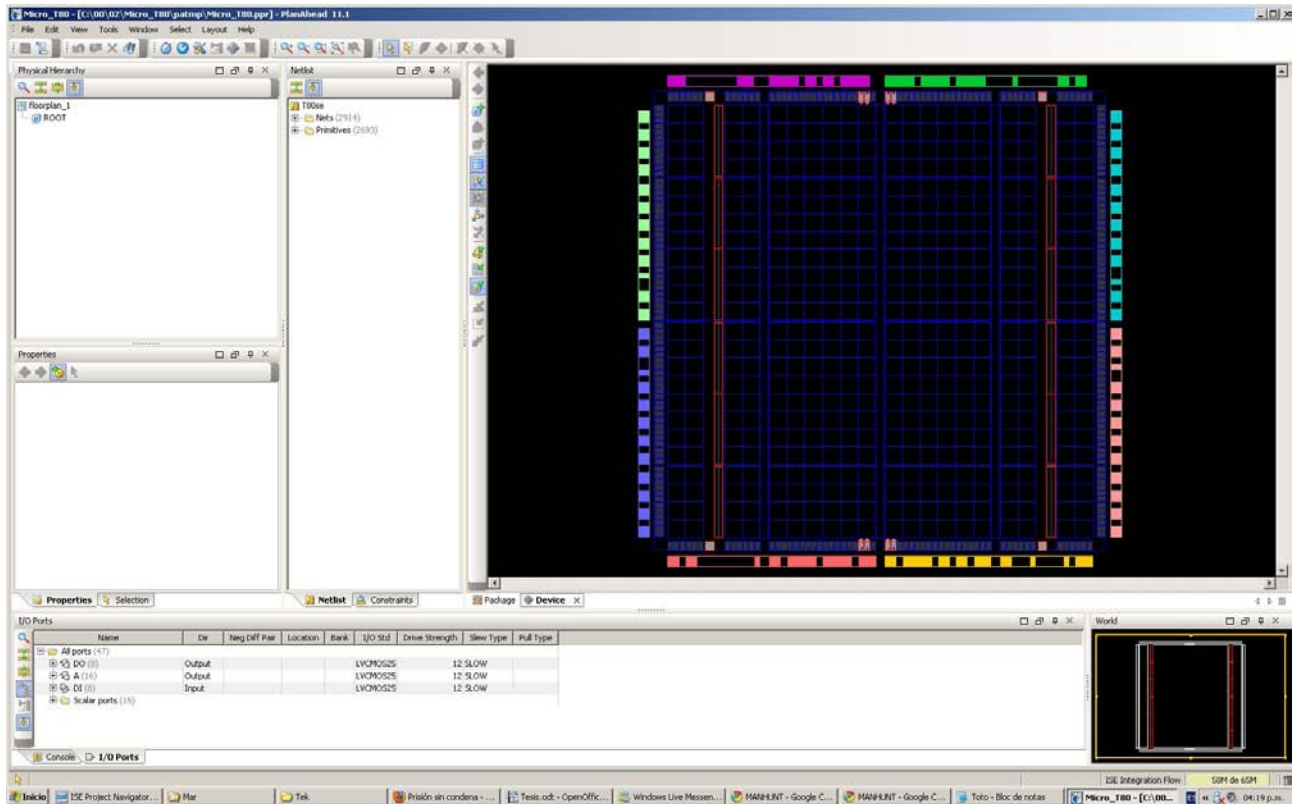 Micro_T80 - [C:\00\02\Micro_T80\patmp\Micro_T80.ppr] - PlanAhead 11.1
File Edit View Tools Window Select Layout Help
Physical Hierarchy
floorplan_1
ROOT
Netlist
T80se
Nets (2914)
Primitives (2693)
Properties
Properties Selection
Netlist Constraints
Package Device
I/O Ports
Name Dir Neg Diff Pair Location Bank I/O Std Drive Strength Slew Type Pull Type
All ports (47)
DO (8) Output LVCMOS25 12 SLOW
A (16) Output LVCMOS25 12 SLOW
DI (8) Input LVCMOS25 12 SLOW
Scalar ports (15)
World
Console I/O Ports
ISE Integration Flow 58M de 65M
Inicio ISE Project Navigator... Mar Tek Prisión sin condena - ... Tesis.odt - OpenOffic... Windows Live Messen... MANHUNT - Google C... MANHUNT - Google C... Toto - Bloc de notas Micro_T80 - [C:\00... ES 04:19 p.m.